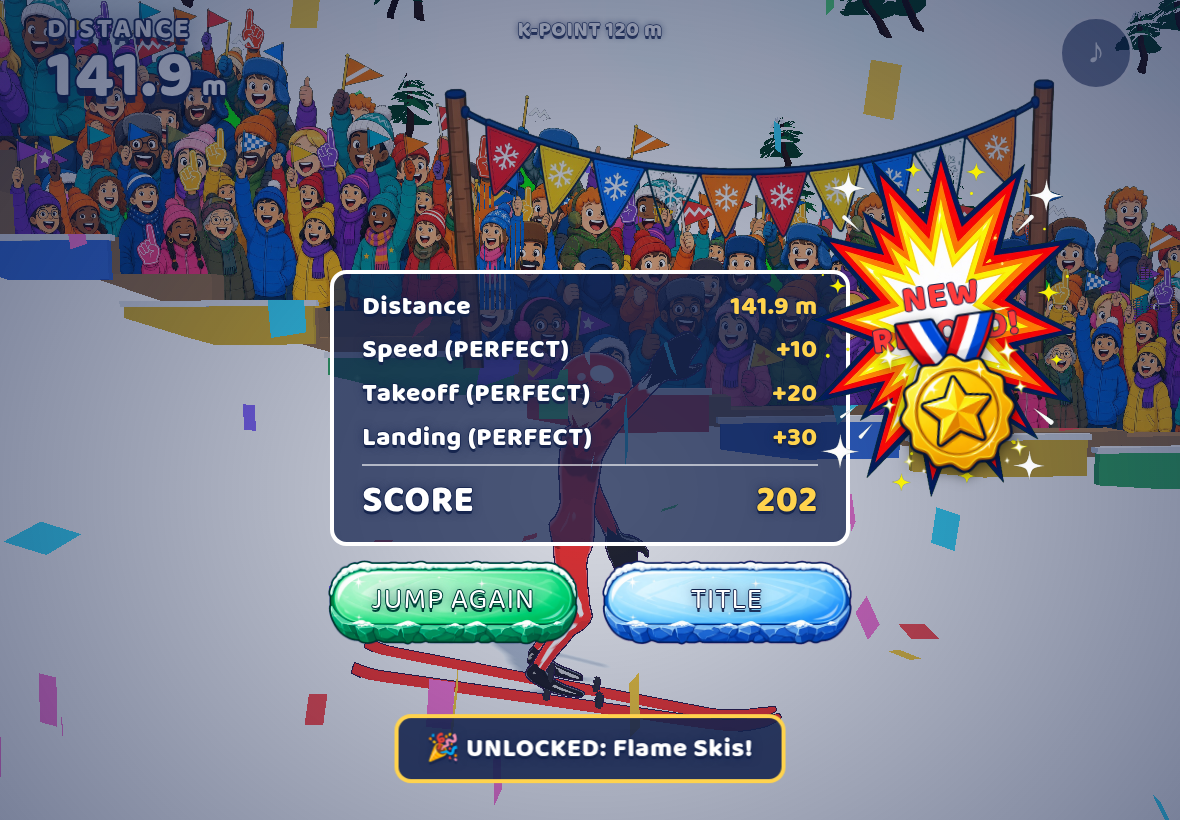 DISTANCE
141.9 m
K-POINT 120 m
♪
Distance 141.9 m
Speed (PERFECT) +10
Takeoff (PERFECT) +20
Landing (PERFECT) +30
SCORE 202
NEW
JUMP AGAIN
TITLE
🎉 UNLOCKED: Flame Skis!